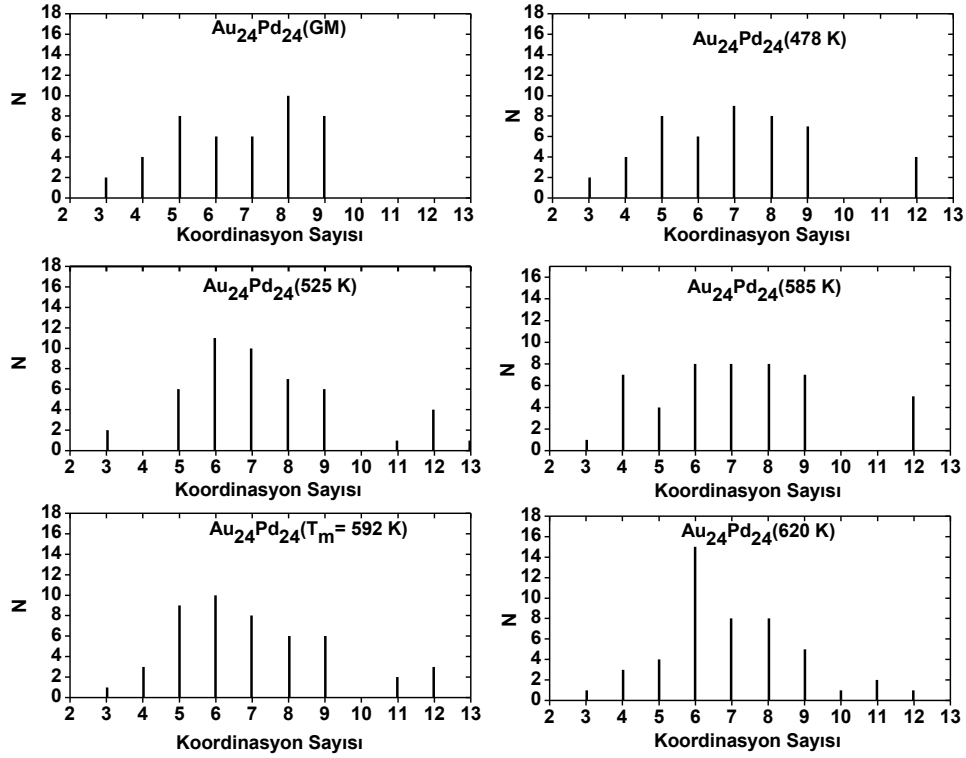 Au24Pd24(GM)
18
16
14
12
10
8
6
4
2
0
N
2 3 4 5 6 7 8 9 10 11 12 13
Koordinasyon Sayısı
Au24Pd24(478 K)
18
16
14
12
10
8
6
4
2
0
N
2 3 4 5 6 7 8 9 10 11 12 13
Koordinasyon Sayısı
Au24Pd24(525 K)
18
16
14
12
10
8
6
4
2
0
N
2 3 4 5 6 7 8 9 10 11 12 13
Koordinasyon Sayısı
Au24Pd24(585 K)
16
14
12
10
8
6
4
2
0
N
2 3 4 5 6 7 8 9 10 11 12 13
Koordinasyon Sayısı
Au24Pd24(Tm= 592 K)
18
16
14
12
10
8
6
4
2
0
N
2 3 4 5 6 7 8 9 10 11 12 13
Koordinasyon Sayısı
Au24Pd24(620 K)
16
14
12
10
8
6
4
2
0
N
2 3 4 5 6 7 8 9 10 11 12 13
Koordinasyon Sayısı